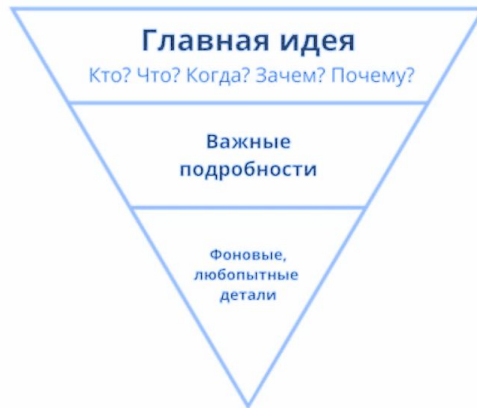 Главная идея
Кто? Что? Когда? Зачем? Почему?
Важные
подробности
Фоновые,
любопытные
детали